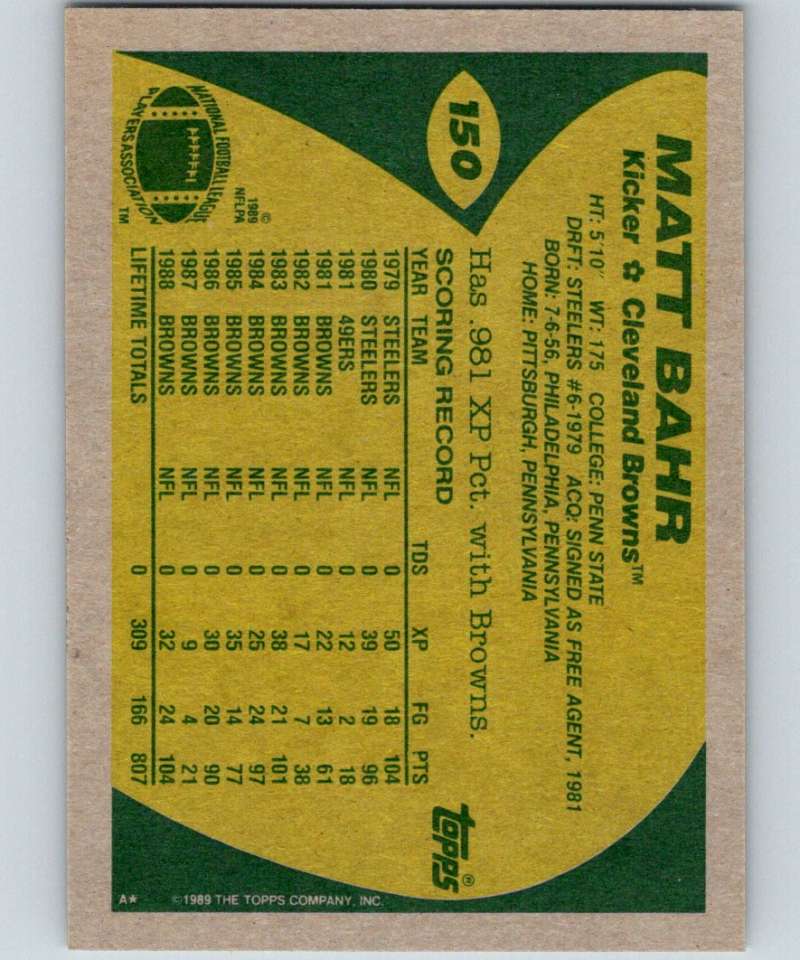 150
MATT BAHR
Kicker ✿ Cleveland Browns™
HT: 5'10" WT: 175 COLLEGE: PENN STATE
DRFT: STEELERS #6-1979 ACQ: SIGNED AS FREE AGENT, 1981
BORN: 7-6-56, PHILADELPHIA, PENNSYLVANIA
HOME: PITTSBURGH, PENNSYLVANIA
Has .981 XP Pct. with Browns.
SCORING RECORD
YEAR TEAM TDS XP FG PTS
1979 STEELERS NFL 0 50 18 104
1980 STEELERS NFL 0 39 19 96
1981 49ERS NFL 0 12 2 18
1981 BROWNS NFL 0 22 13 61
1982 BROWNS NFL 0 17 7 38
1983 BROWNS NFL 0 38 21 101
1984 BROWNS NFL 0 25 24 97
1985 BROWNS NFL 0 35 14 77
1986 BROWNS NFL 0 30 20 90
1987 BROWNS NFL 0 9 4 21
1988 BROWNS NFL 0 32 24 104
LIFETIME TOTALS 0 309 166 807
topps®
NATIONAL FOOTBALL LEAGUE
PLAYERS ASSOCIATION
™
©
1989
NFLPA
A* ©1989 THE TOPPS COMPANY, INC.